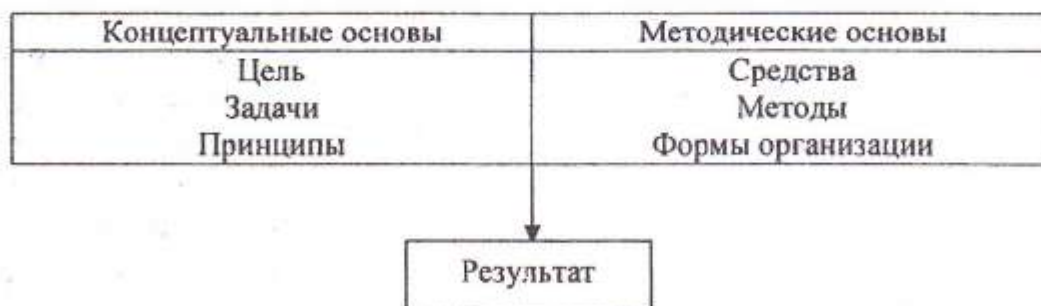 Концептуальные основы Методические основы
Цель Средства
Задачи Методы
Принципы Формы организации
Результат